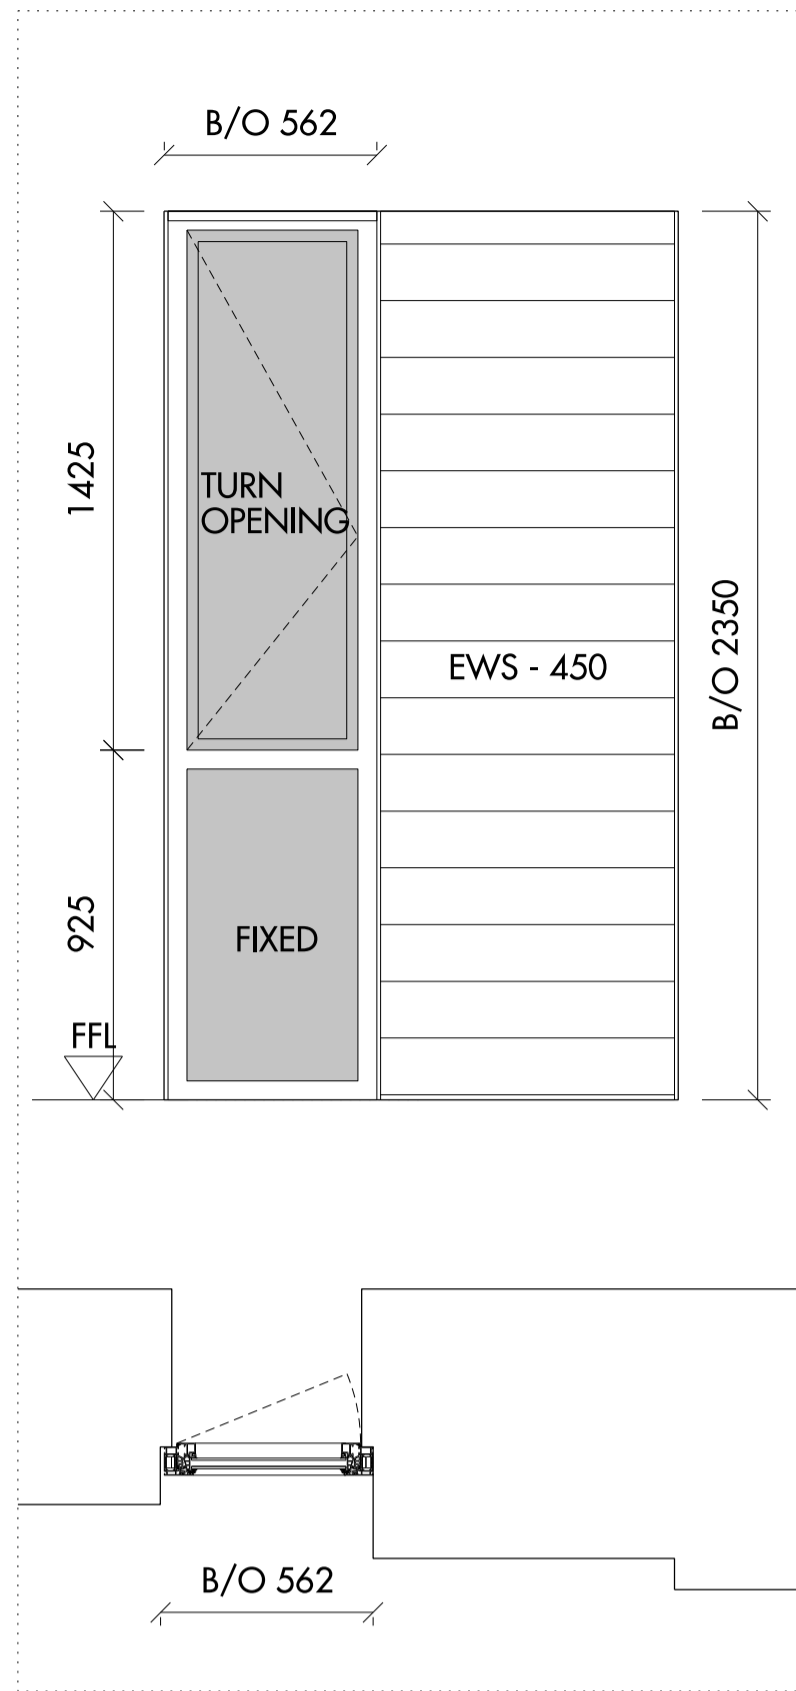 B/O 562
1425
TURN
OPENING
EWS - 450
B/O 2350
925
FIXED
FFL
B/O 562